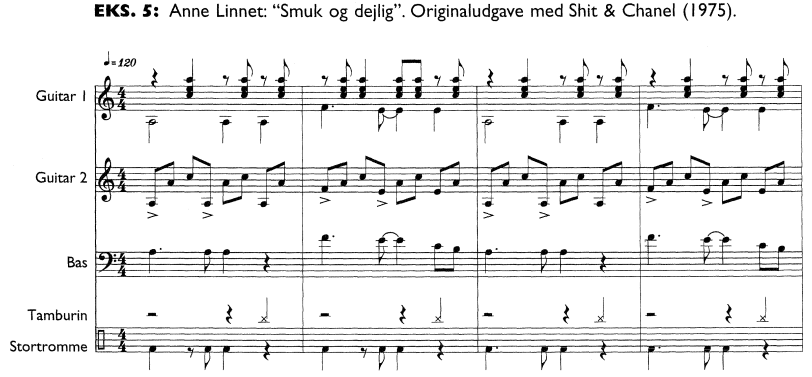 EKS. 5: Anne Linnet: “Smuk og dejlig”. Originaludgave med Shit & Chanel (1975).
♩=120
Guitar 1
Guitar 2
Bas
Tamburin
Stortromme